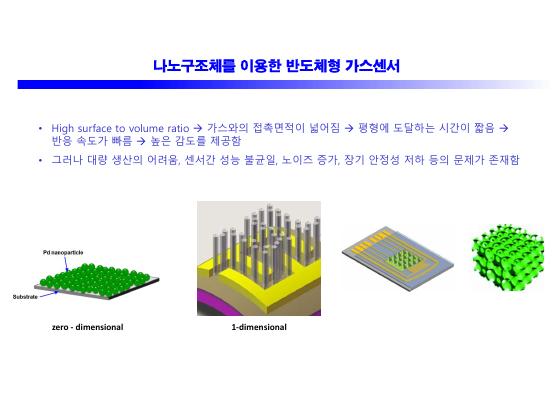 나노구조체를 이용한 반도체형 가스센서
• High surface to volume ratio → 가스와의 접촉면적이 넓어짐 → 평형에 도달하는 시간이 짧음 →
반응 속도가 빠름 → 높은 감도를 제공함
• 그러나 대량 생산의 어려움, 센서간 성능 불균일, 노이즈 증가, 장기 안정성 저하 등의 문제가 존재함
Pd nanoparticle
Substrate
zero - dimensional
1-dimensional